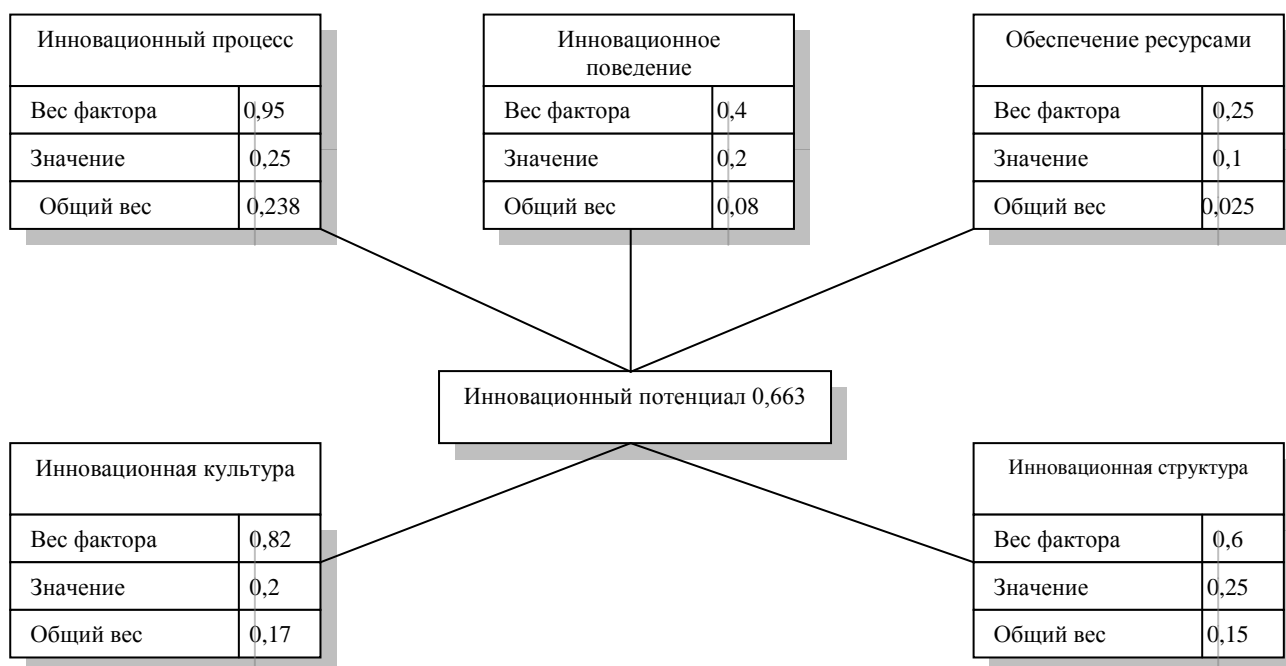 Инновационный процесс
Вес фактора 0,95
Значение 0,25
Общий вес 0,238
Инновационное
поведение
Вес фактора 0,4
Значение 0,2
Общий вес 0,08
Обеспечение ресурсами
Вес фактора 0,25
Значение 0,1
Общий вес 0,025
Инновационный потенциал 0,663
Инновационная культура
Вес фактора 0,82
Значение 0,2
Общий вес 0,17
Инновационная структура
Вес фактора 0,6
Значение 0,25
Общий вес 0,15